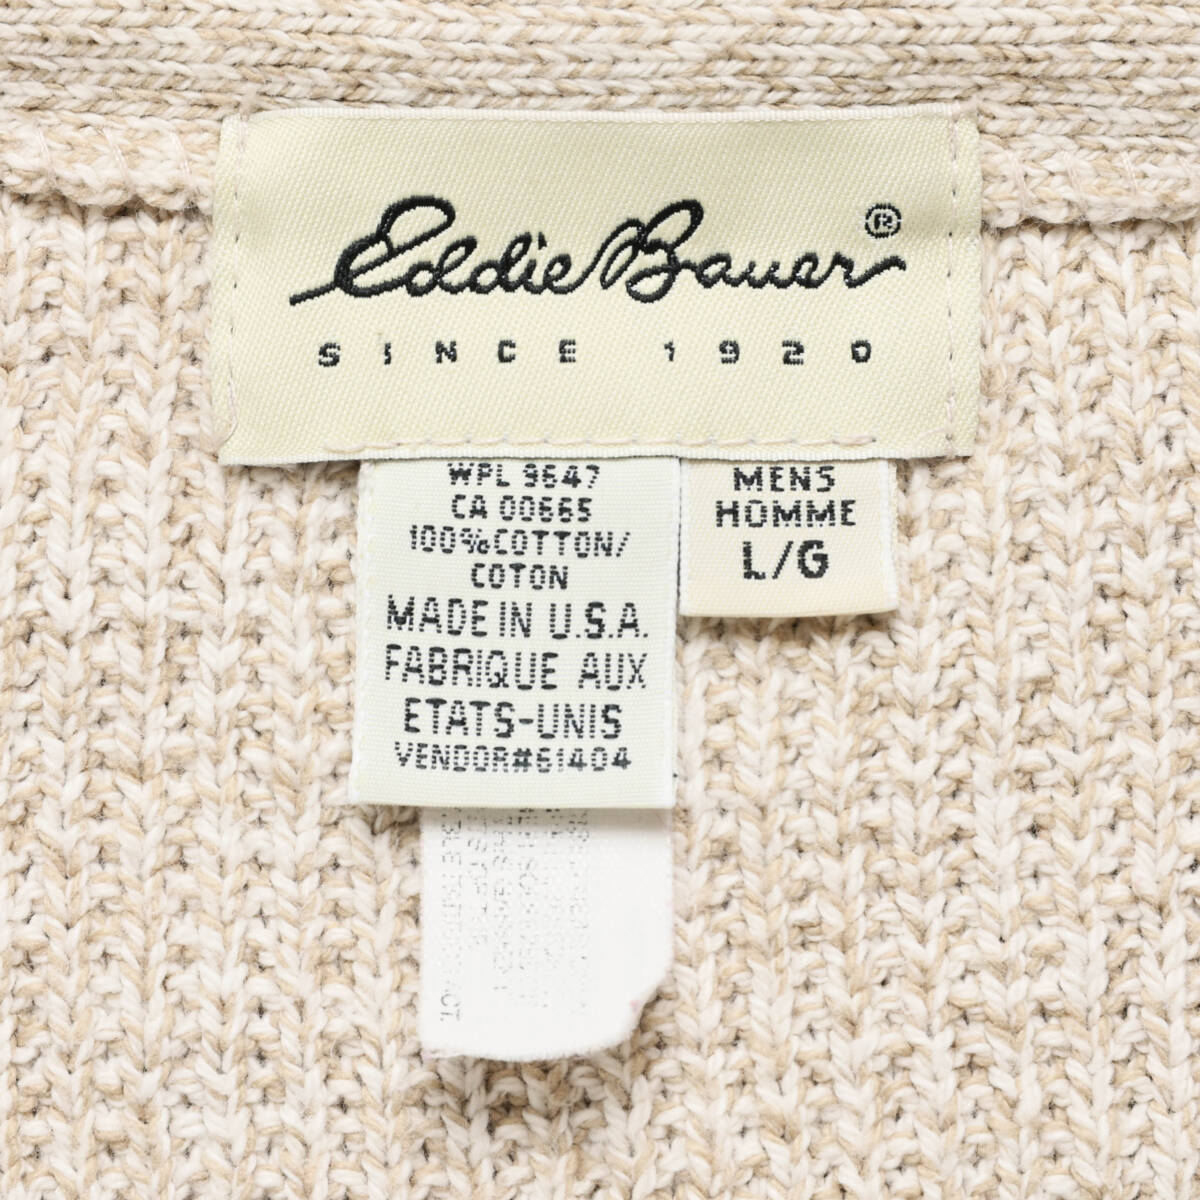 Eddie Bauer®
SINCE 1920
WPL 9647
CA 00665
100%COTTON/
COTON
MADE IN U.S.A.
FABRIQUE AUX
ETATS-UNIS
VENDOR#61404
MENS
HOMME
L/G